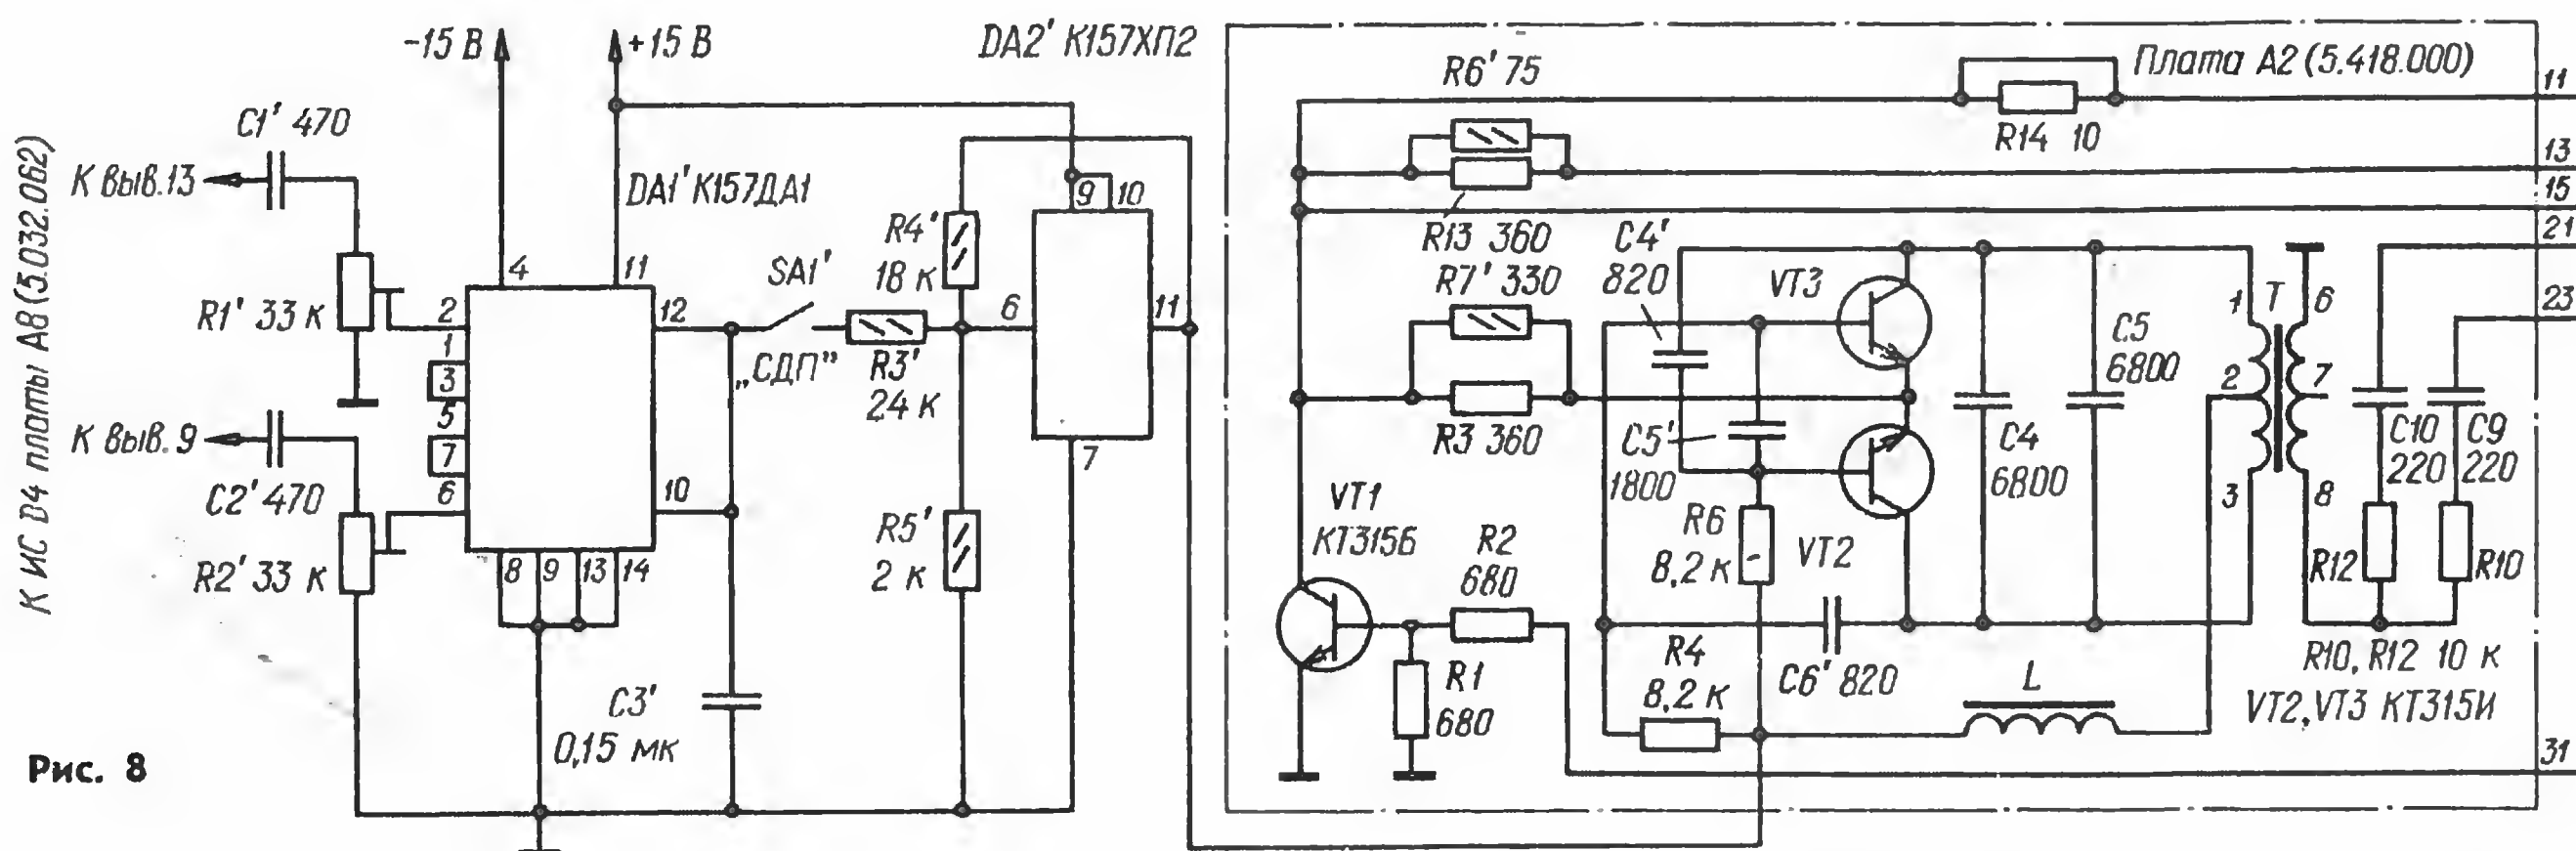 -15 В
+15 В
DA2' К157ХП2
Плата А2 (5.418.000)
К ИС D4 платы А8 (5.032.062)
C1' 470
К выв.13
R1' 33 к
К выв. 9
C2' 470
R2' 33 к
DA1' К157ДА1
4
11
2
1
3
5
7
6
12
10
8
9
13
14
SA1'
„СДП”
R3'
24 к
R4'
18 к
R5'
2 к
C3'
0,15 мк
9
10
6
11
7
R6' 75
R14 10
R13 360
R7' 330
R3 360
C4'
820
C5'
1800
VT3
VT1
КТ315Б
R2
680
R1
680
R6
8,2 к
VT2
R4
8,2 к
C6' 820
L
C4
6800
C5
6800
1
T
6
2
7
3
8
C10
220
C9
220
R12
R10
R10, R12 10 к
VT2, VT3 КТ315И
11
13
15
21
23
31
Рис. 8